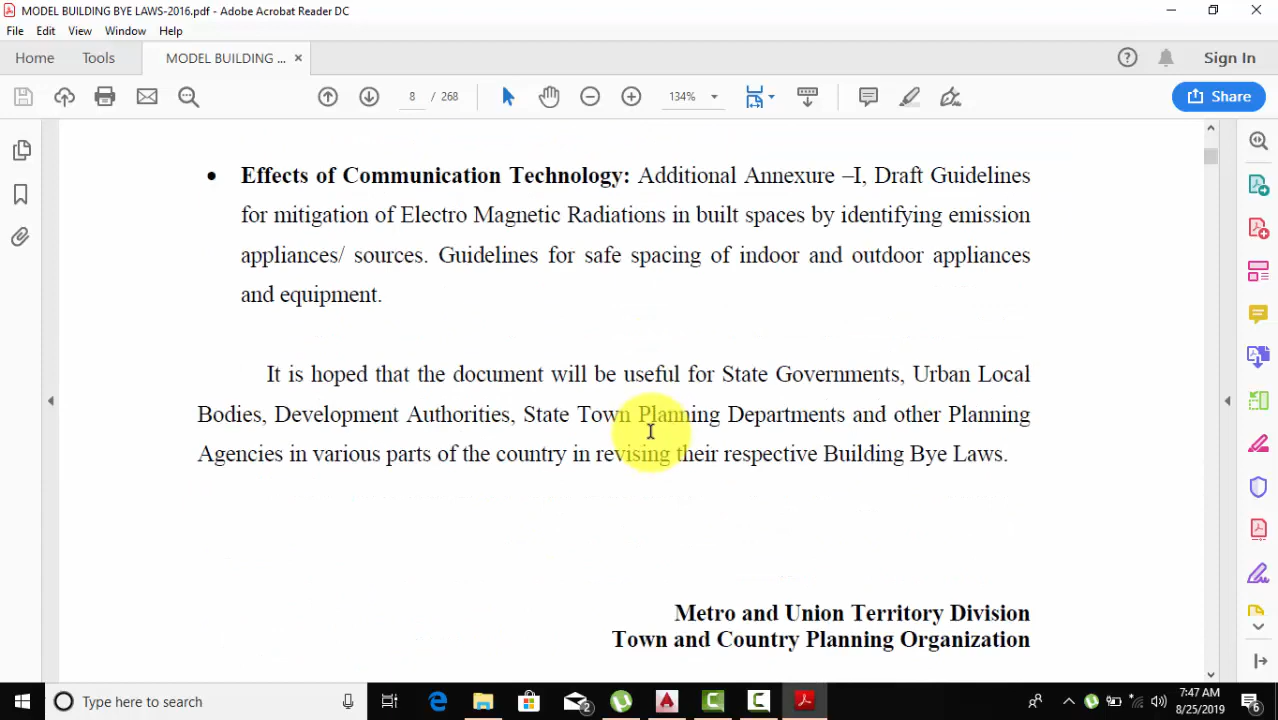 MODEL BUILDING BYE LAWS-2016.pdf - Adobe Acrobat Reader DC
File Edit View Window Help
Home Tools MODEL BUILDING ... × Sign In
8 / 268 134% Share
• Effects of Communication Technology: Additional Annexure –I, Draft Guidelines
for mitigation of Electro Magnetic Radiations in built spaces by identifying emission
appliances/ sources. Guidelines for safe spacing of indoor and outdoor appliances
and equipment.
It is hoped that the document will be useful for State Governments, Urban Local
Bodies, Development Authorities, State Town Planning Departments and other Planning
Agencies in various parts of the country in revising their respective Building Bye Laws.
Metro and Union Territory Division
Town and Country Planning Organization
Type here to search 2 7:47 AM
8/25/2019 6